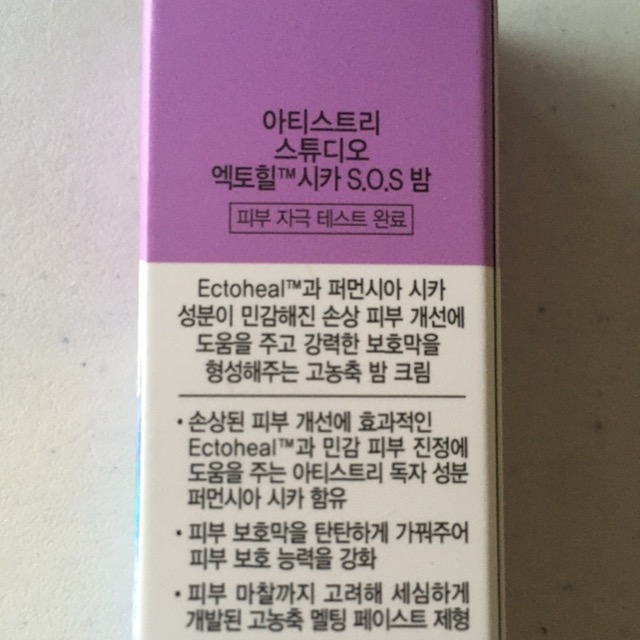 아티스트리
스튜디오
엑토힐™시카 S.O.S 밤
피부 자극 테스트 완료
Ectoheal™과 퍼먼시아 시카
성분이 민감해진 손상 피부 개선에
도움을 주고 강력한 보호막을
형성해주는 고농축 밤 크림
• 손상된 피부 개선에 효과적인
Ectoheal™과 민감 피부 진정에
도움을 주는 아티스트리 독자 성분
퍼먼시아 시카 함유
• 피부 보호막을 탄탄하게 가꿔주어
피부 보호 능력을 강화
• 피부 마찰까지 고려해 세심하게
개발된 고농축 멜팅 페이스트 제형